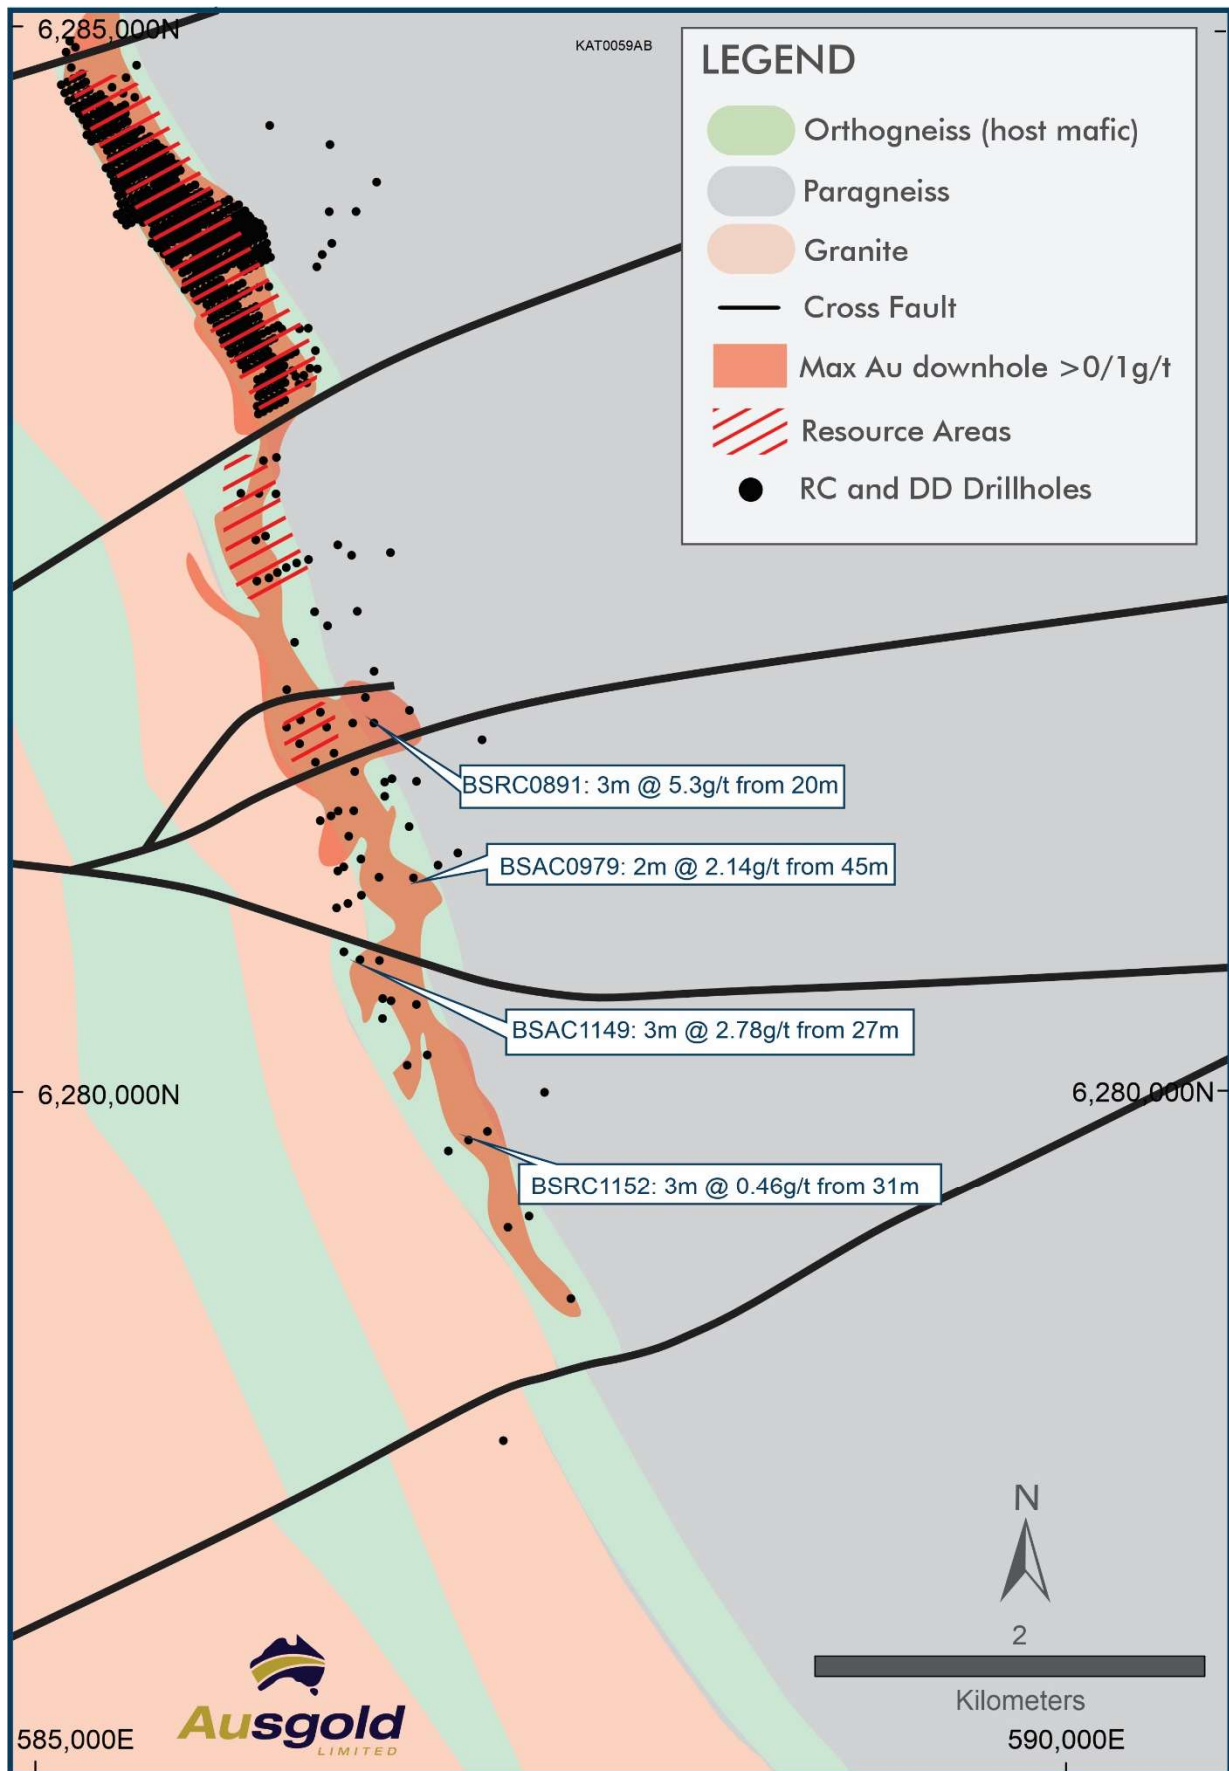 6,285,000N
KAT0059AB
LEGEND
Orthogneiss (host mafic)
Paragneiss
Granite
Cross Fault
Max Au downhole >0/1g/t
Resource Areas
RC and DD Drillholes
BSRC0891: 3m @ 5.3g/t from 20m
BSAC0979: 2m @ 2.14g/t from 45m
BSAC1149: 3m @ 2.78g/t from 27m
6,280,000N
6,280,000N
BSRC1152: 3m @ 0.46g/t from 31m
N
2
Kilometers
Ausgold
LIMITED
585,000E
590,000E